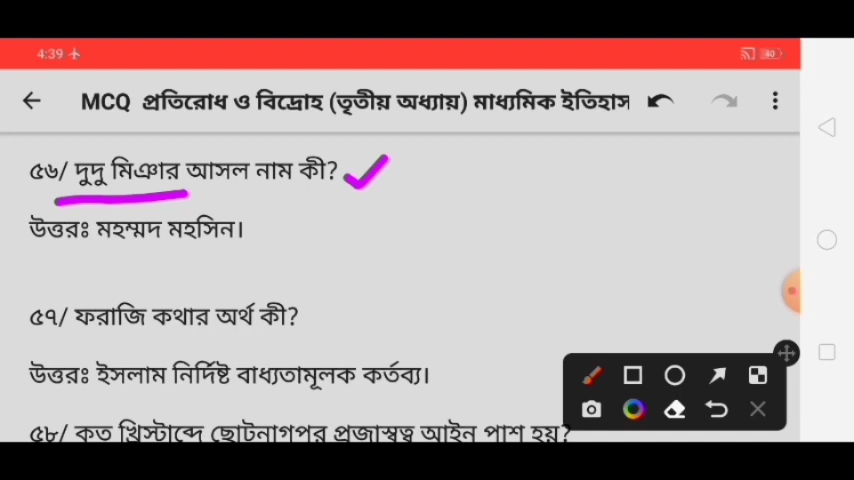 4:39
40
MCQ প্রতিরোধ ও বিদ্রোহ (তৃতীয় অধ্যায়) মাধ্যমিক ইতিহাস
৫৬/ দুদু মিঞার আসল নাম কী?
উত্তরঃ মহম্মদ মহসিন।
৫৭/ ফরাজি কথার অর্থ কী?
উত্তরঃ ইসলাম নির্দিষ্ট বাধ্যতামূলক কর্তব্য।
৫৮/ কত খ্রিস্টাব্দে ছোটনাগপুর প্রজাস্বত্ব আইন পাশ হয়?